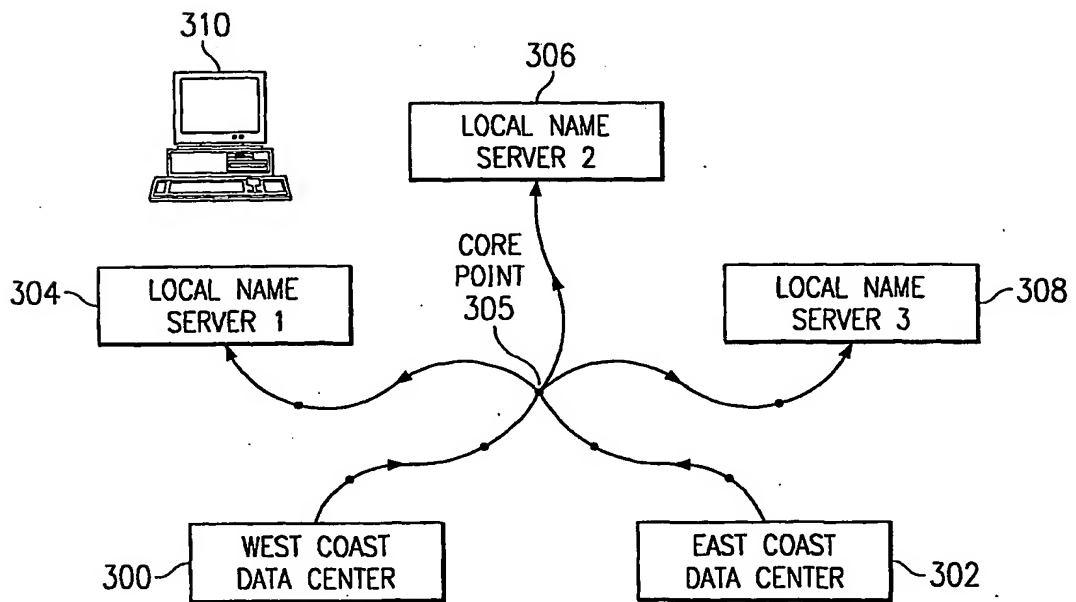 310
306
LOCAL NAME
SERVER 2
CORE
POINT
305
304
LOCAL NAME
SERVER 1
LOCAL NAME
SERVER 3
308
300
WEST COAST
DATA CENTER
EAST COAST
DATA CENTER
302